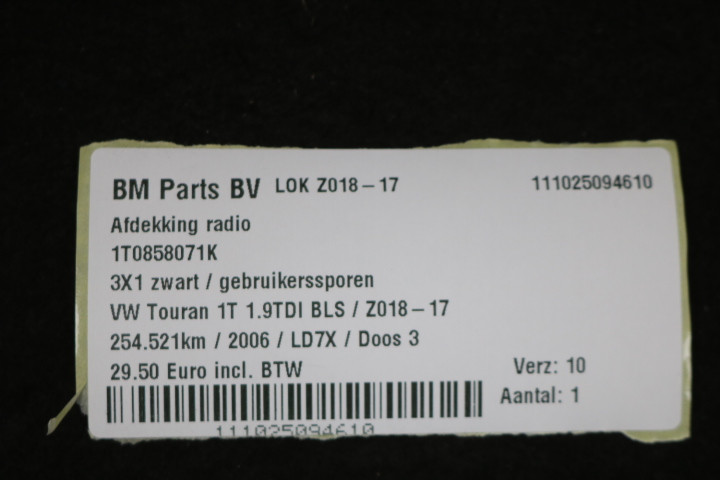 BM Parts BV LOK Z018-17 111025094610
Afdekking radio
1T0858071K
3X1 zwart / gebruikerssporen
VW Touran 1T 1.9TDI BLS / Z018-17
254.521km / 2006 / LD7X / Doos 3
29.50 Euro incl. BTW Verz: 10
Aantal: 1
111025094610